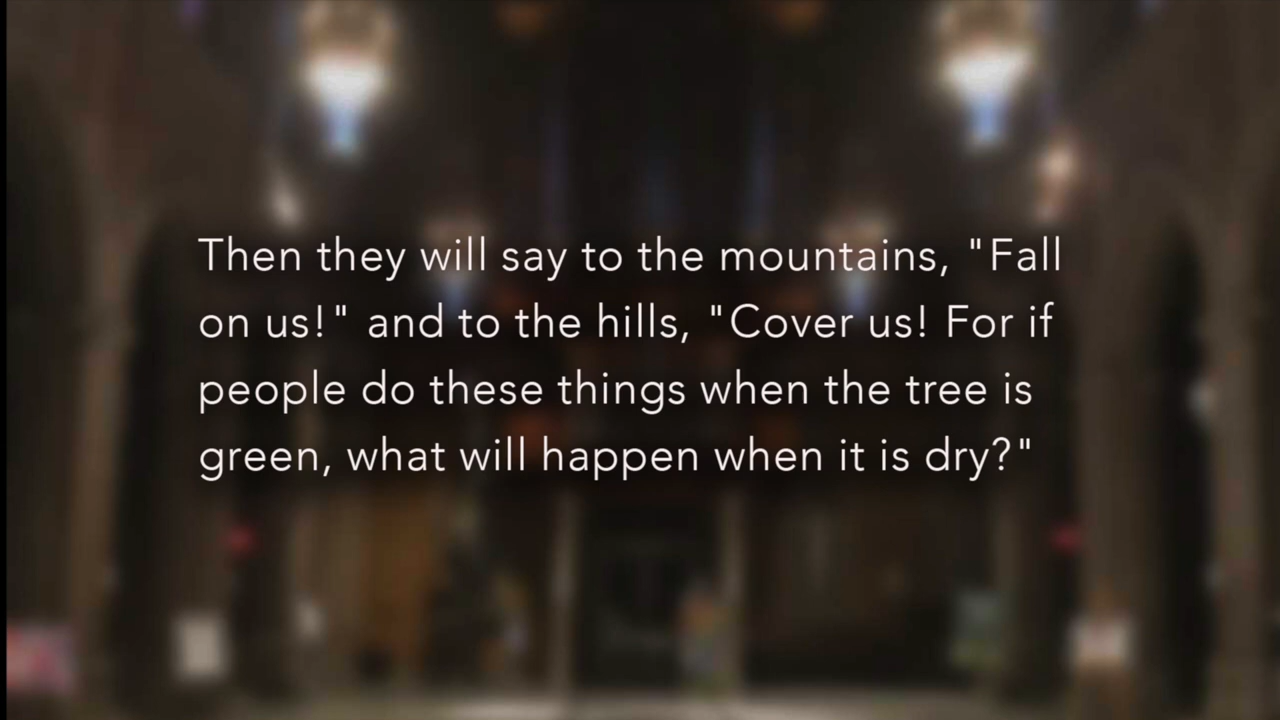 Then they will say to the mountains, "Fall
on us!" and to the hills, "Cover us! For if
people do these things when the tree is
green, what will happen when it is dry?"